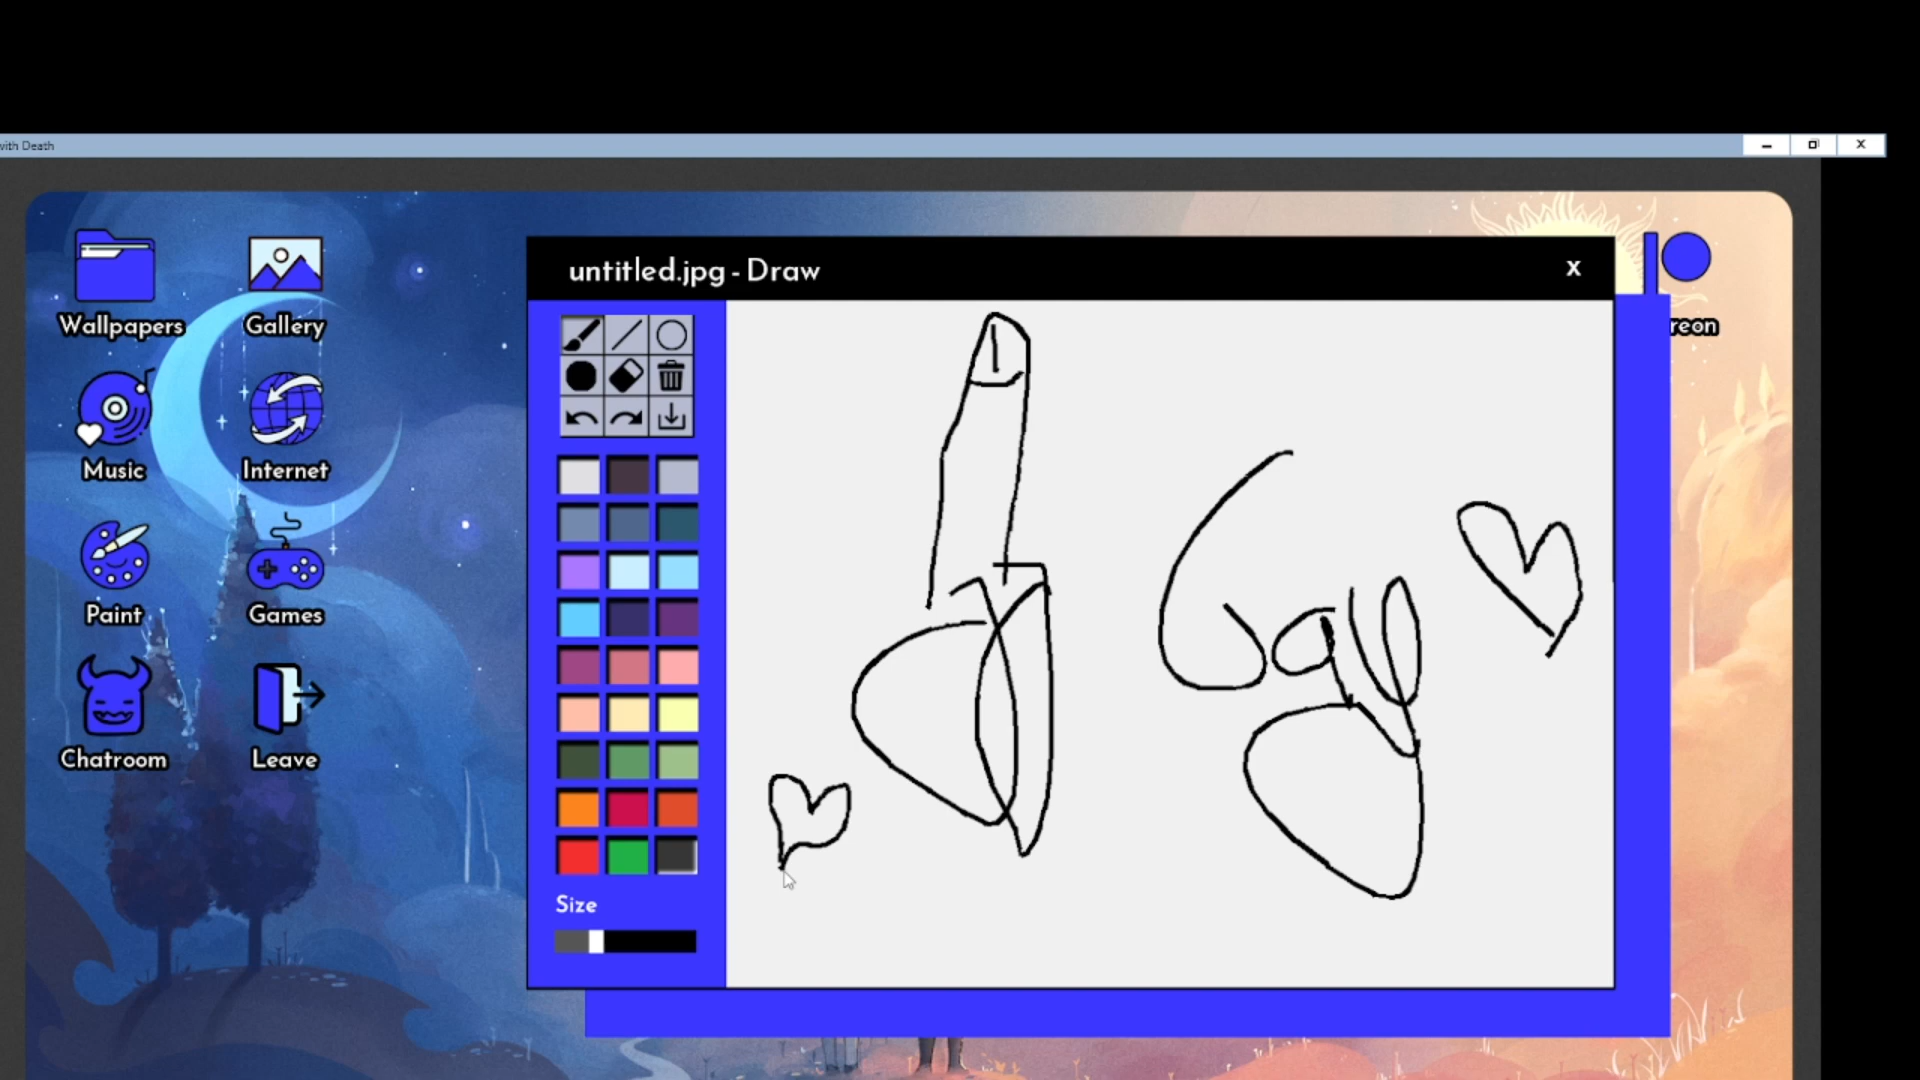 with Death
untitled.jpg - Draw
X
Wallpapers
Gallery
reon
Music
Internet
Paint
Games
Chatroom
Leave
Size
Gay